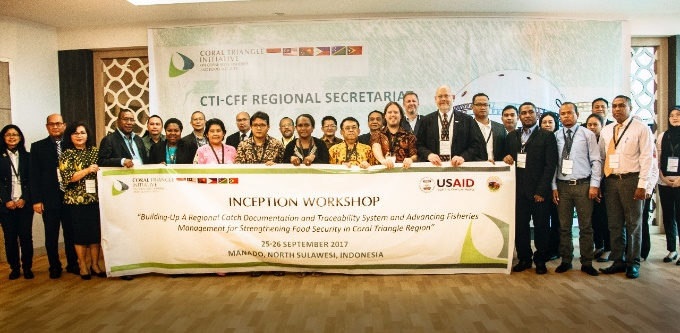 CORAL TRIANGLE
INITIATIVE
CTI-CFF REGIONAL SECRETARIA
CORAL TRIANGLE
INITIATIVE
USAID
INCEPTION WORKSHOP
"Building-Up A Regional Catch Documentation and Traceability System and Advancing Fisheries
Management for Strengthening Food Security in Coral Triangle Region"
25-26 SEPTEMBER 2017
MANADO, NORTH SULAWESI, INDONESIA